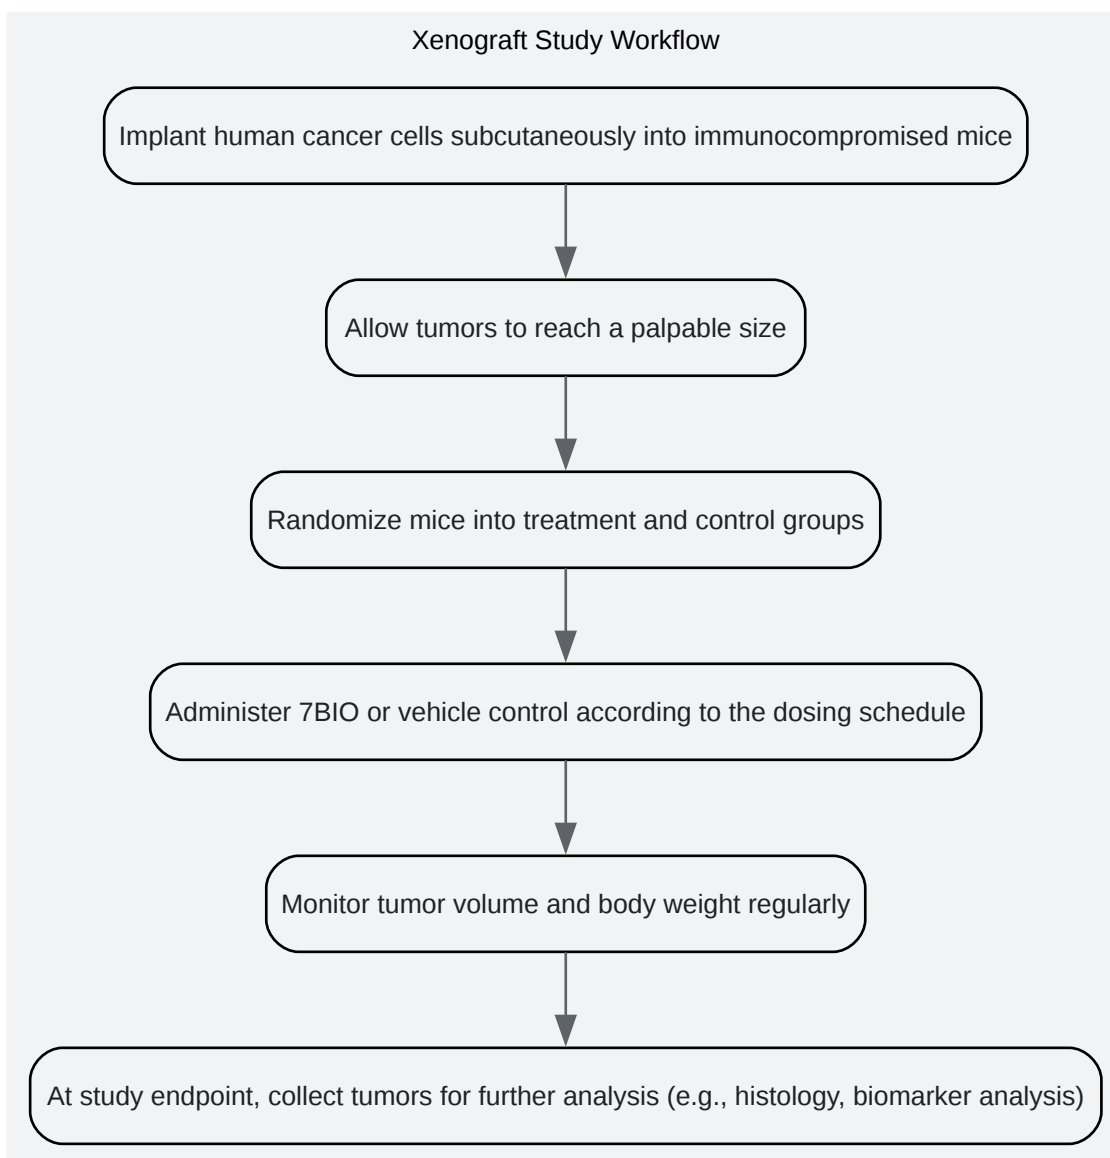 Xenograft Study Workflow
Implant human cancer cells subcutaneously into immunocompromised mice
Allow tumors to reach a palpable size
Randomize mice into treatment and control groups
Administer 7BIO or vehicle control according to the dosing schedule
Monitor tumor volume and body weight regularly
At study endpoint, collect tumors for further analysis (e.g., histology, biomarker analysis)